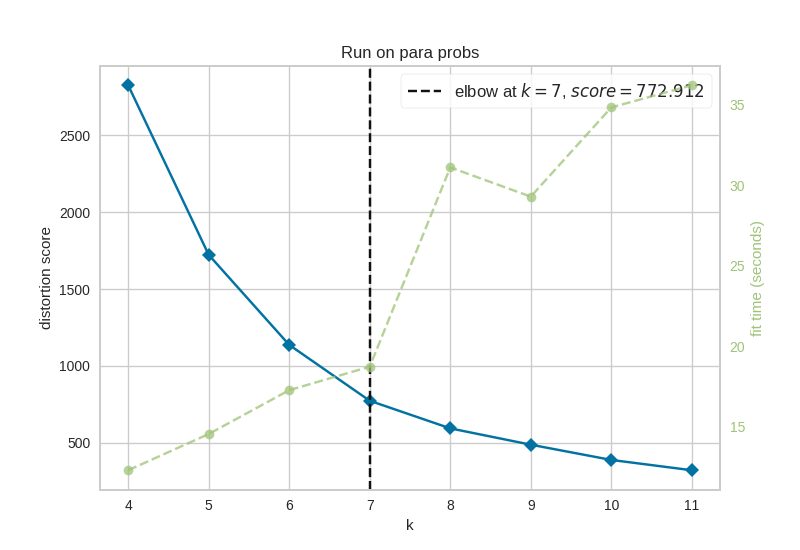 Run on para probs
elbow at k = 7, score = 772.912
distortion score
2500
2000
1500
1000
500
35
30
25
20
15
fit time (seconds)
4 5 6 7 8 9 10 11
k